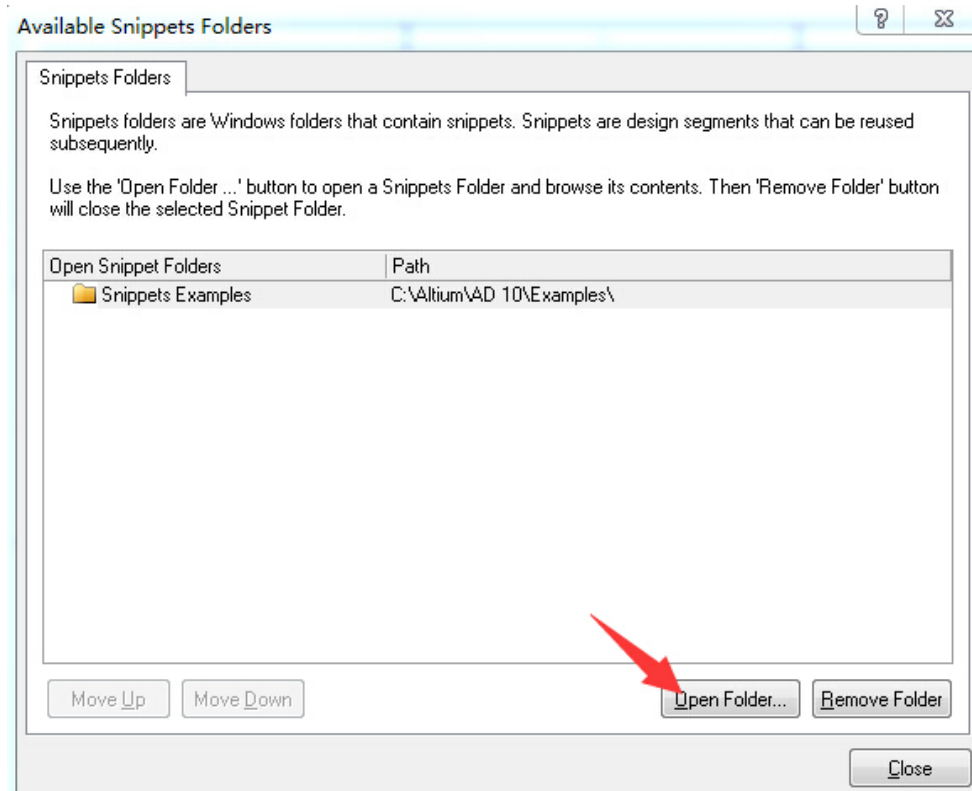 Available Snippets Folders
Snippets Folders
Snippets folders are Windows folders that contain snippets. Snippets are design segments that can be reused
subsequently.
Use the 'Open Folder ...' button to open a Snippets Folder and browse its contents. Then 'Remove Folder' button
will close the selected Snippet Folder.
Open Snippet Folders Path
Snippets Examples C:\Altium\AD 10\Examples\
Move Up Move Down Open Folder... Remove Folder
Close